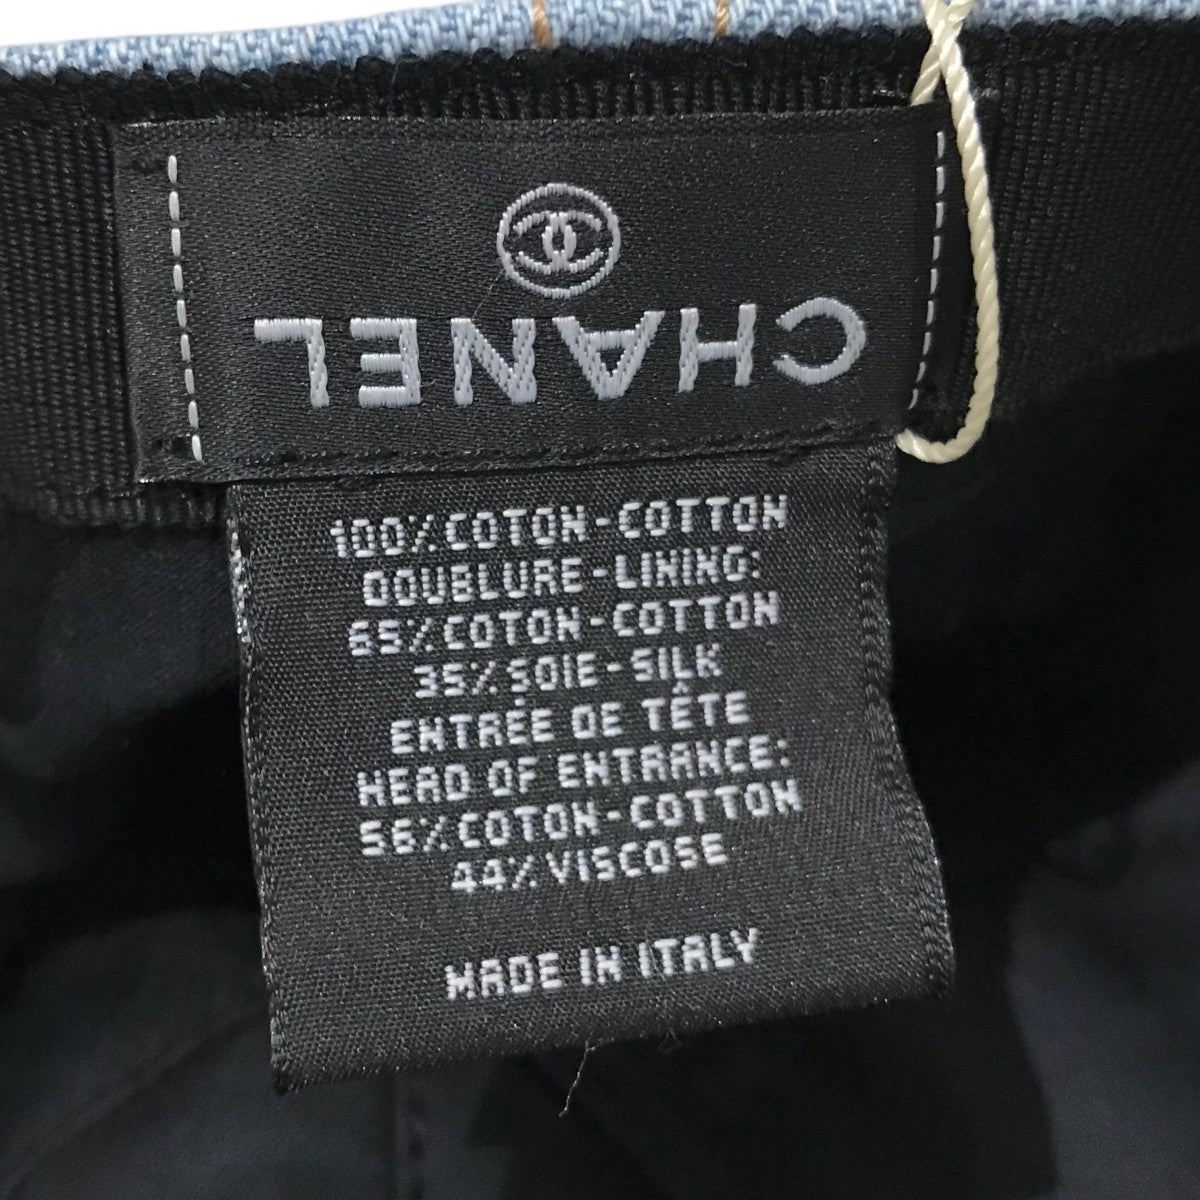 CHANEL
100% COTON-COTTON
DOUBLURE-LINING:
65% COTON-COTTON
35% SOIE-SILK
ENTRÉE DE TÊTE
HEAD OF ENTRANCE:
56% COTON-COTTON
44% VISCOSE
MADE IN ITALY